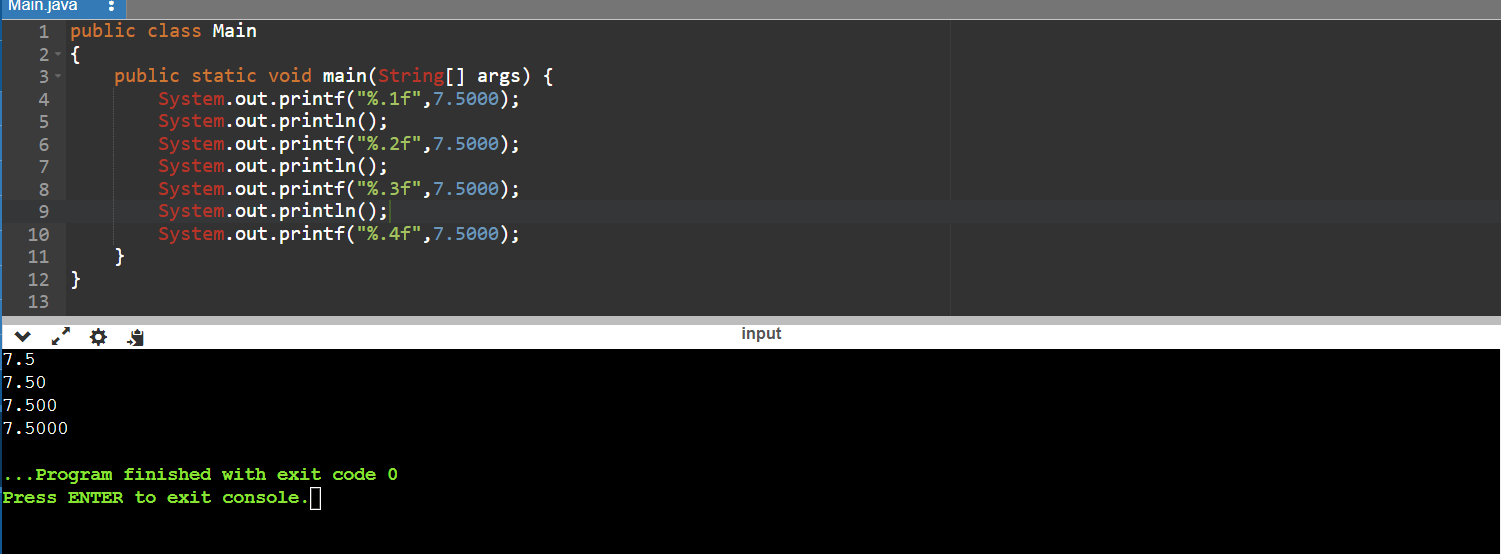 Main.java
1 public class Main
2 {
3     public static void main(String[] args) {
4         System.out.printf("%.1f",7.5000);
5         System.out.println();
6         System.out.printf("%.2f",7.5000);
7         System.out.println();
8         System.out.printf("%.3f",7.5000);
9         System.out.println();
10         System.out.printf("%.4f",7.5000);
11     }
12 }
13
input
7.5
7.50
7.500
7.5000
...Program finished with exit code 0
Press ENTER to exit console.